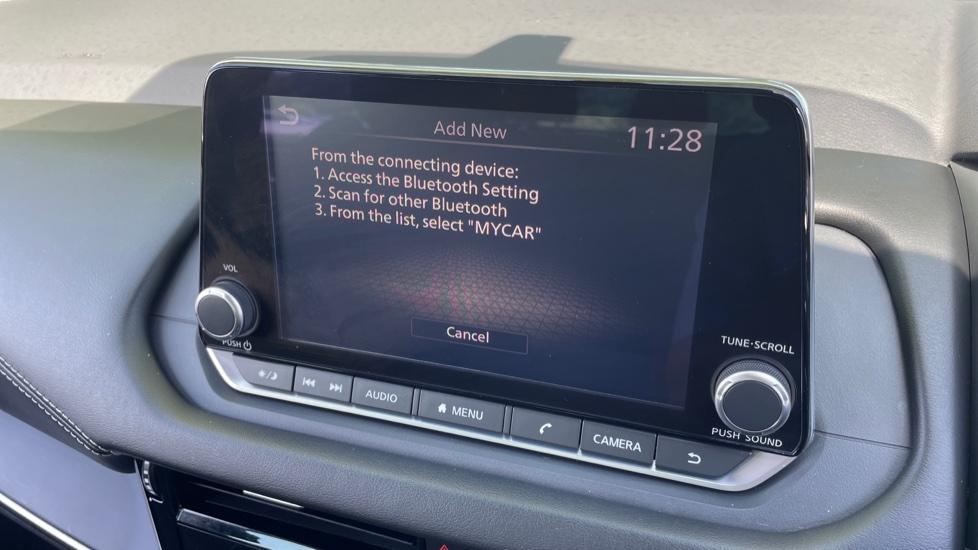 Add New
11:28
From the connecting device:
1. Access the Bluetooth Setting
2. Scan for other Bluetooth
3. From the list, select "MYCAR"
Cancel
VOL
PUSH
TUNE·SCROLL
PUSH SOUND
AUDIO
MENU
CAMERA